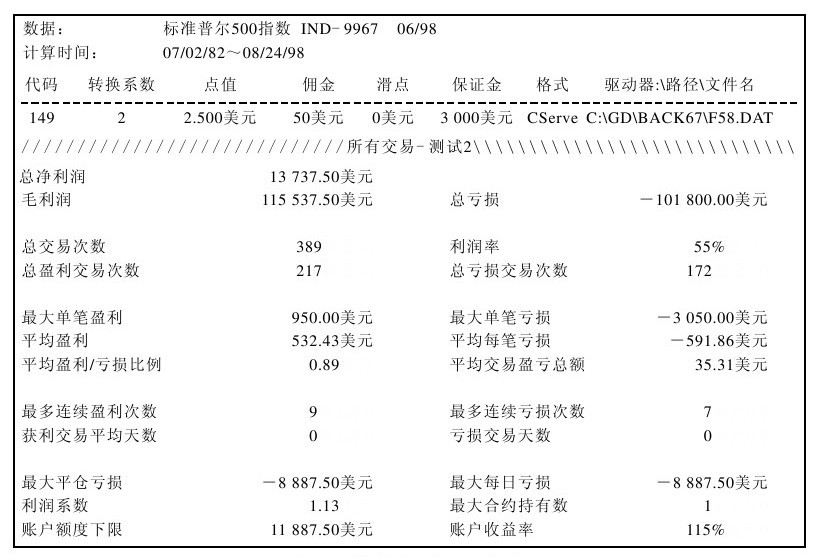 数据： 标准普尔500指数 IND-9967 06/98
计算时间： 07/02/82～08/24/98
代码 转换系数 点值 佣金 滑点 保证金 格式 驱动器:\路径\文件名
149 2 2.500美元 50美元 0美元 3 000美元 CServe C:\GD\BACK67\F58.DAT
/////////////////////////////所有交易-测试2\\\\\\\\\\\\\\\\\\\\\\\\\\\\\
总净利润 13 737.50美元
毛利润 115 537.50美元 总亏损 －101 800.00美元
总交易次数 389 利润率 55%
总盈利交易次数 217 总亏损交易次数 172
最大单笔盈利 950.00美元 最大单笔亏损 －3 050.00美元
平均盈利 532.43美元 平均每笔亏损 －591.86美元
平均盈利/亏损比例 0.89 平均交易盈亏总额 35.31美元
最多连续盈利次数 9 最多连续亏损次数 7
获利交易平均天数 0 亏损交易天数 0
最大平仓亏损 －8 887.50美元 最大每日亏损 －8 887.50美元
利润系数 1.13 最大合约持有数 1
账户额度下限 11 887.50美元 账户收益率 115%